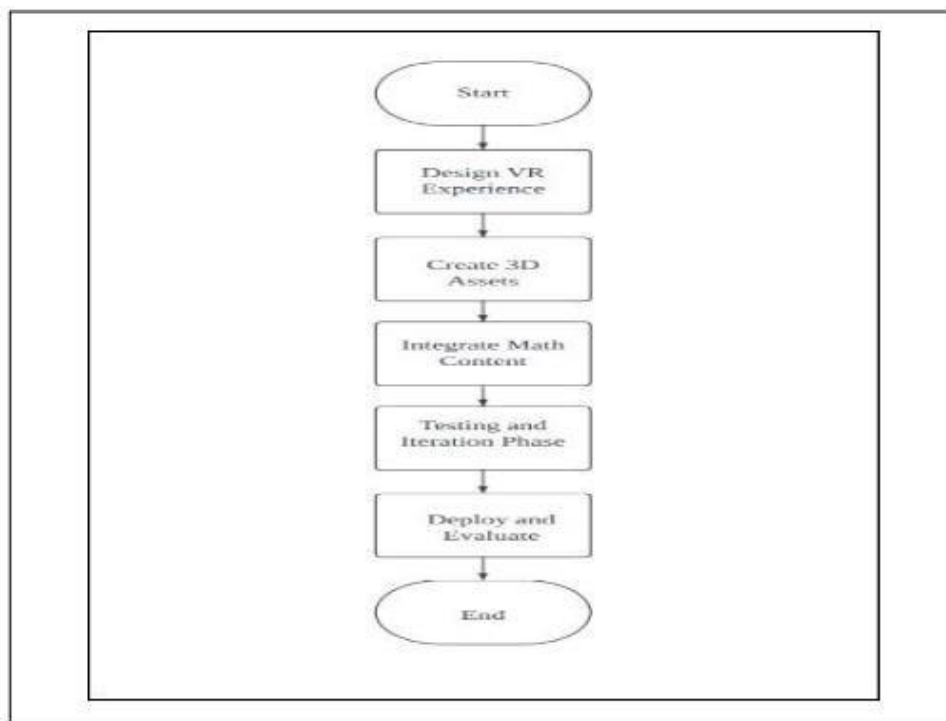 Start
Design VR
Experience
Create 3D
Assets
Integrate Math
Content
Testing and
Iteration Phase
Deploy and
Evaluate
End